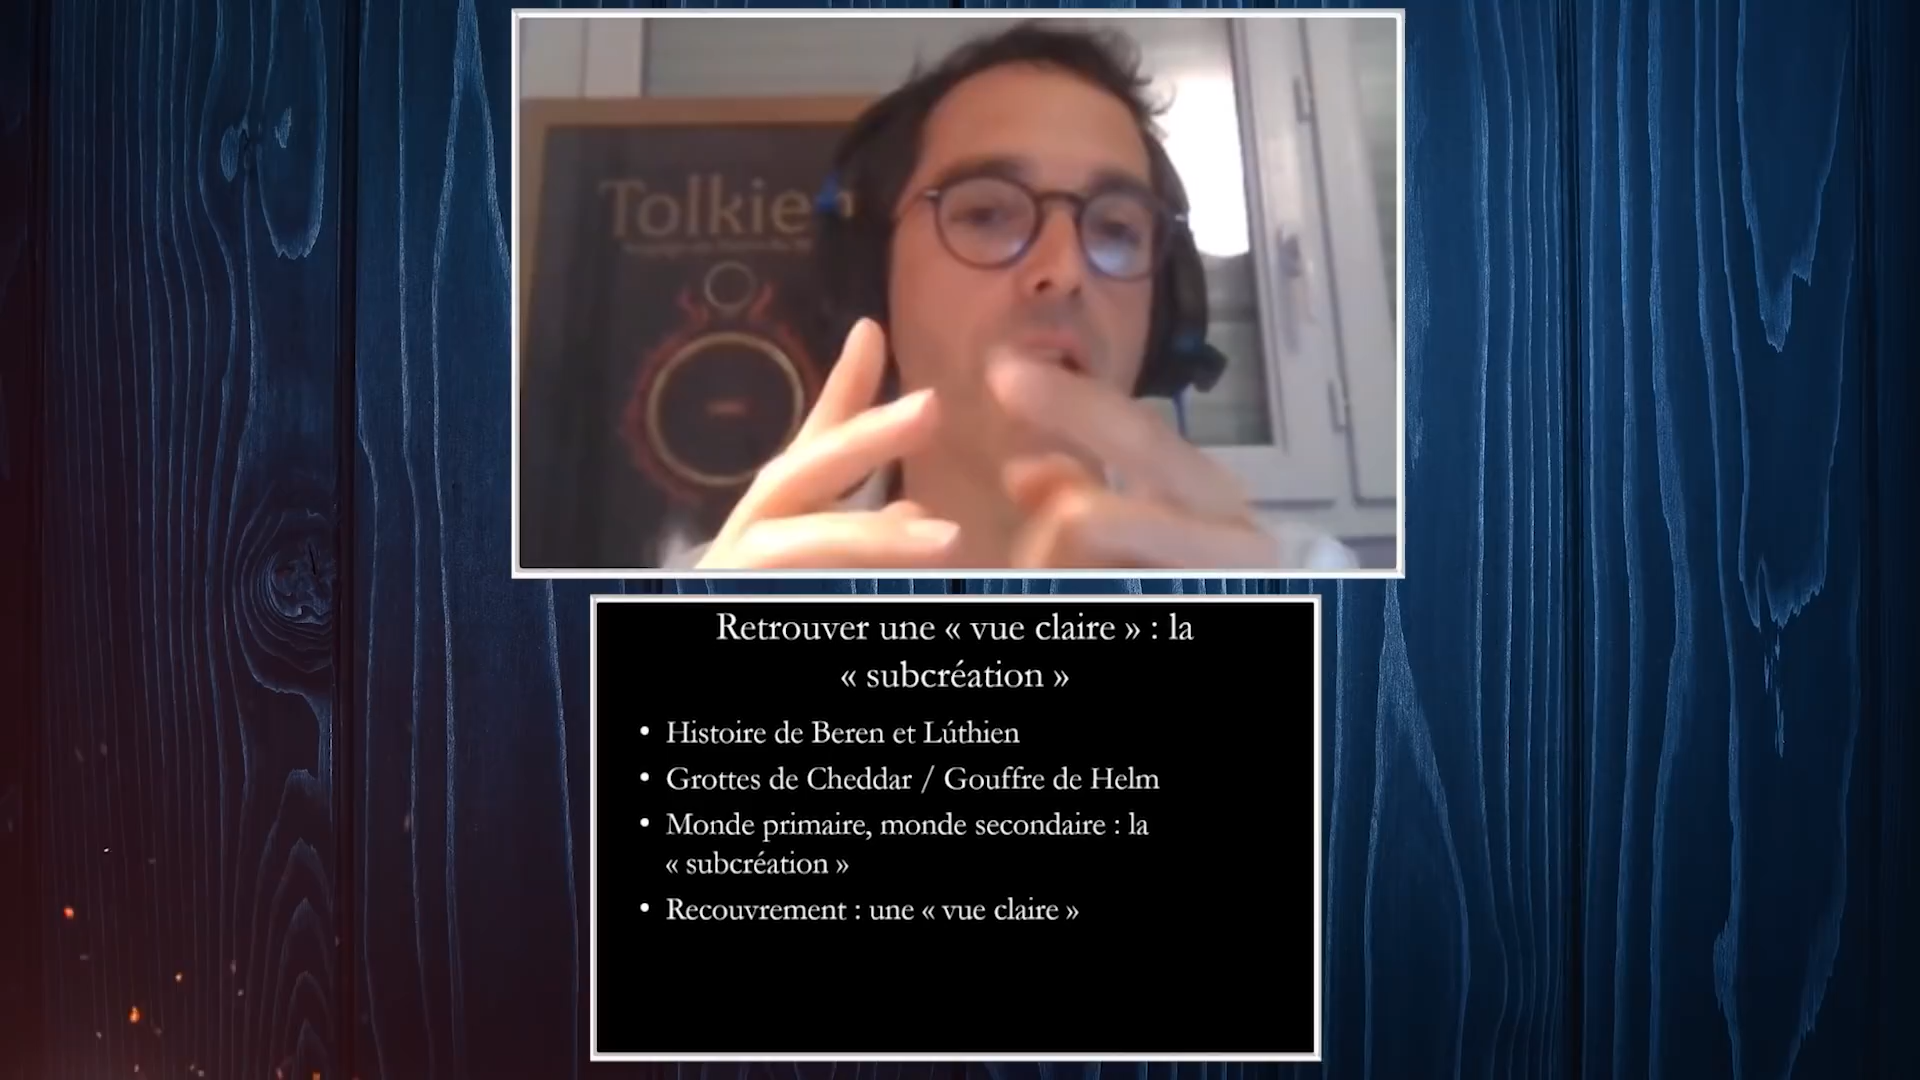 Tolkien
Retrouver une « vue claire » : la
« subcréation »
• Histoire de Beren et Lúthien
• Grottes de Cheddar / Gouffre de Helm
• Monde primaire, monde secondaire : la
« subcréation »
• Recouvrement : une « vue claire »